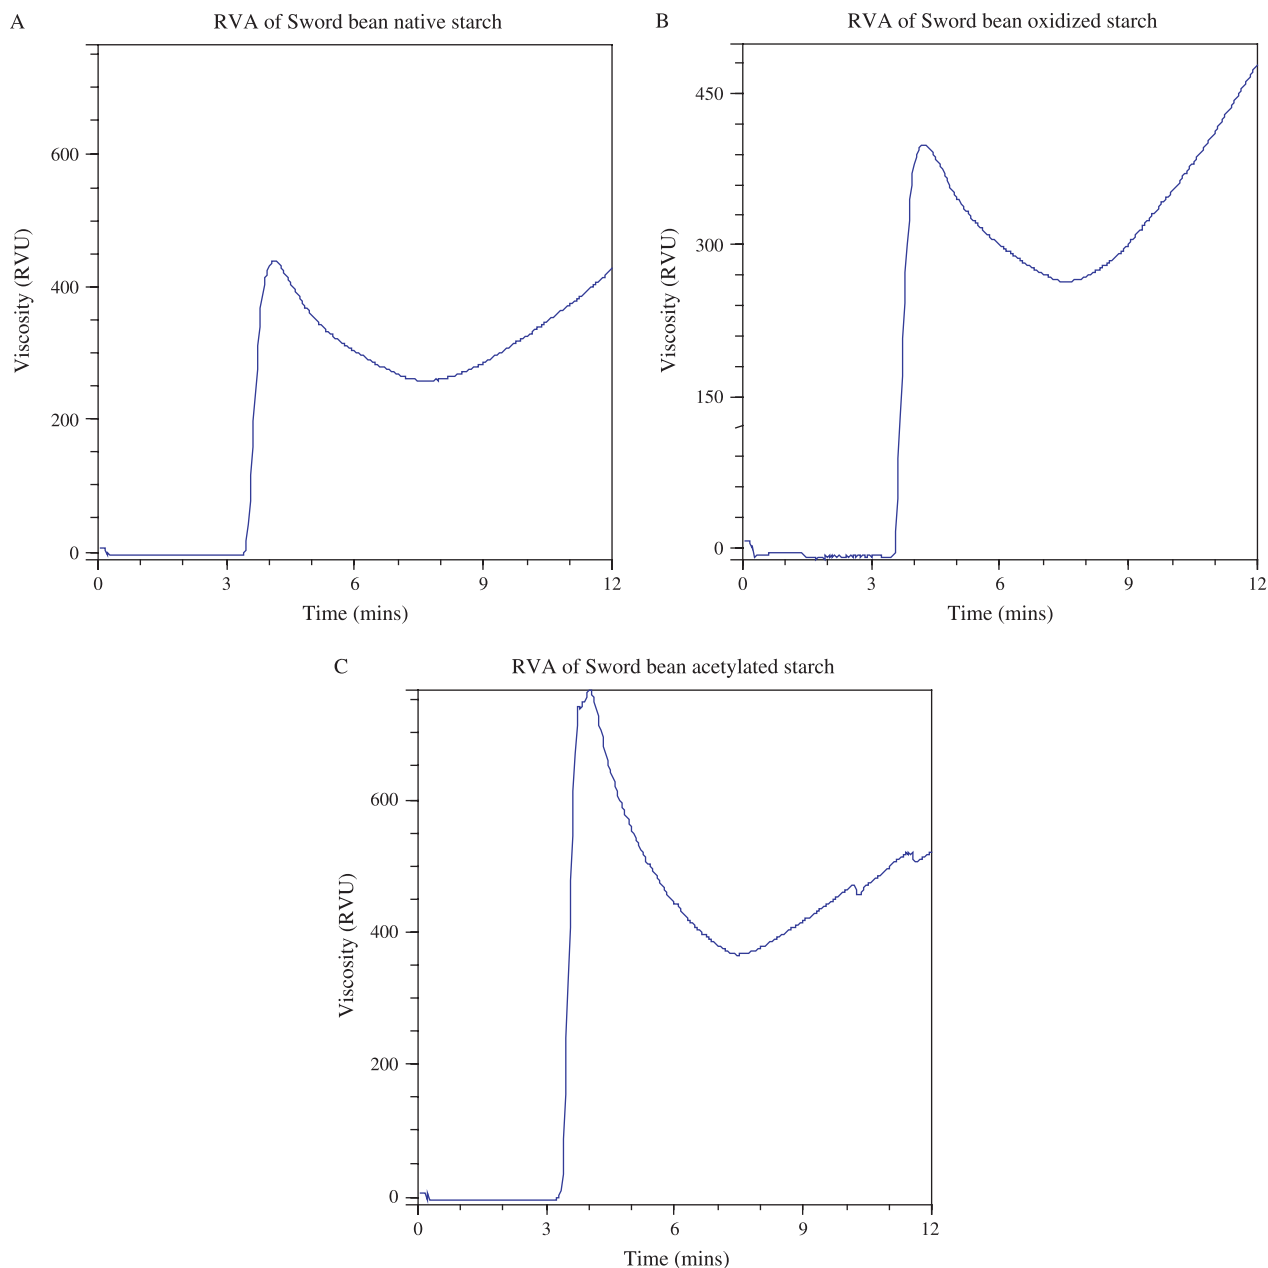 A
RVA of Sword bean native starch
600
400
200
0
Viscosity (RVU)
0 3 6 9 12
Time (mins)
B
RVA of Sword bean oxidized starch
450
300
150
0
Viscosity (RVU)
0 3 6 9 12
Time (mins)
C
RVA of Sword bean acetylated starch
600
400
200
0
Viscosity (RVU)
0 3 6 9 12
Time (mins)